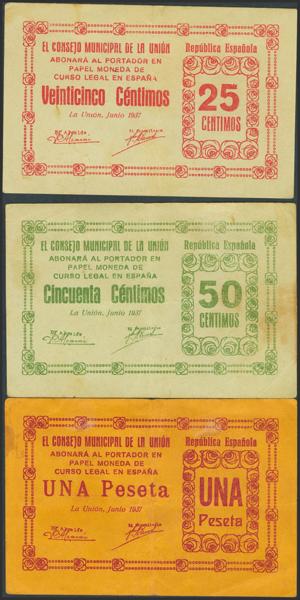 EL CONSEJO MUNICIPAL DE LA UNIÓN
ABONARÁ AL PORTADOR EN
PAPEL MONEDA DE
CURSO LEGAL EN ESPAÑA
Veinticinco Céntimos
La Unión, Junio 1937
República Española
25
CENTIMOS
EL CONSEJO MUNICIPAL DE LA UNIÓN
ABONARÁ AL PORTADOR EN
PAPEL MONEDA DE
CURSO LEGAL EN ESPAÑA
Cincuenta Céntimos
La Unión, Junio 1937
República Española
50
CENTIMOS
EL CONSEJO MUNICIPAL DE LA UNIÓN
ABONARÁ AL PORTADOR EN
PAPEL MONEDA DE
CURSO LEGAL EN ESPAÑA
UNA Peseta
La Unión, Junio 1937
República Española
UNA
Peseta